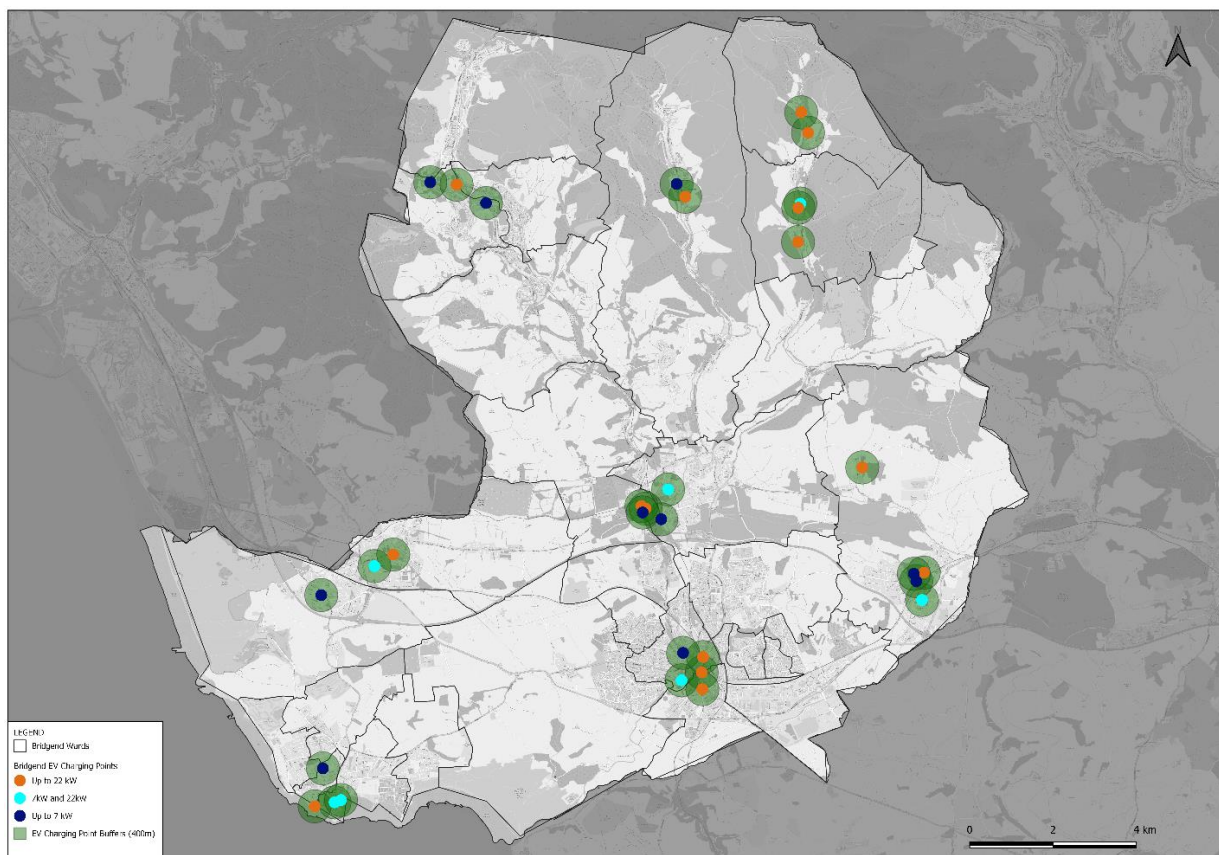 LEGEND
Bridgend Wards
Bridgend EV Charging Points
Up to 22 kW
7kW and 22kW
Up to 7 kW
EV Charging Point Buffers (400m)
0 2 4 km